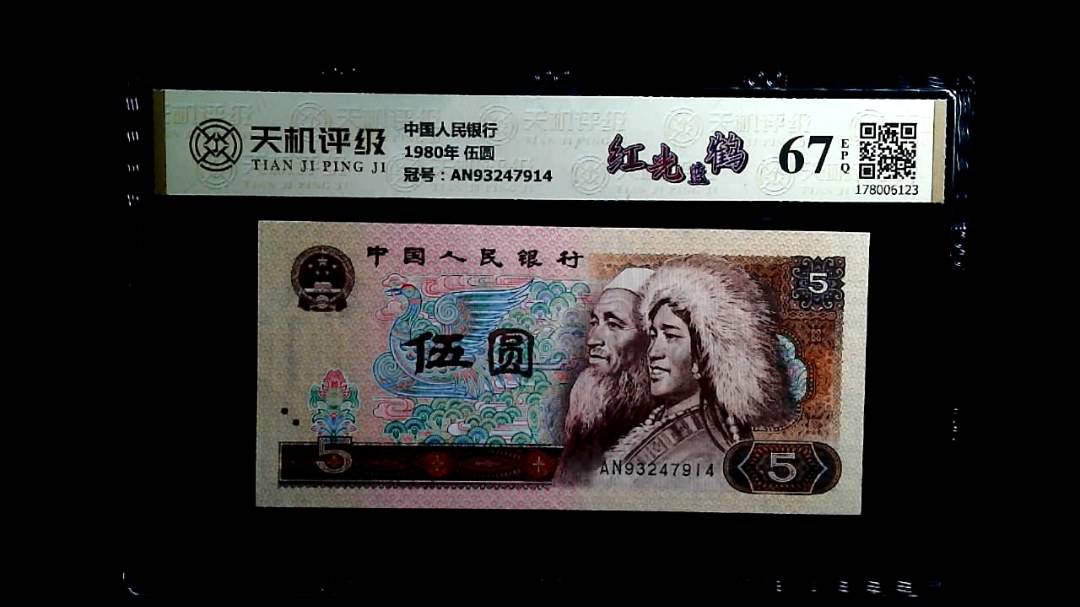 天机评级
TIAN JI PING JI
中国人民银行
1980年 伍圆
冠号：AN93247914
红光蓝鹤
67
EPQ
178006123
中国人民银行
5
伍圆
5
AN93247914
5